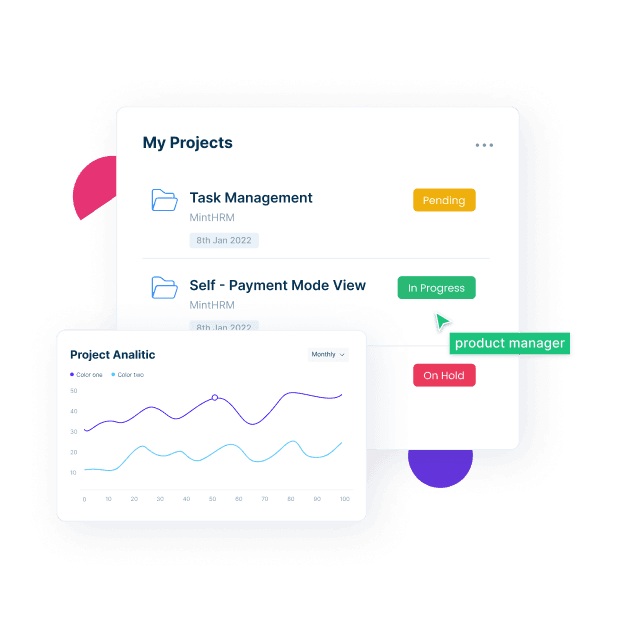 My Projects
Task Management
MintHRM
Pending
8th Jan 2022
Self - Payment Mode View
MintHRM
In Progress
8th Jan 2022
product manager
On Hold
Project Analitic
Monthly
Color one
Color two
50
40
30
20
10
0 10 20 30 40 50 60 70 80 90 100